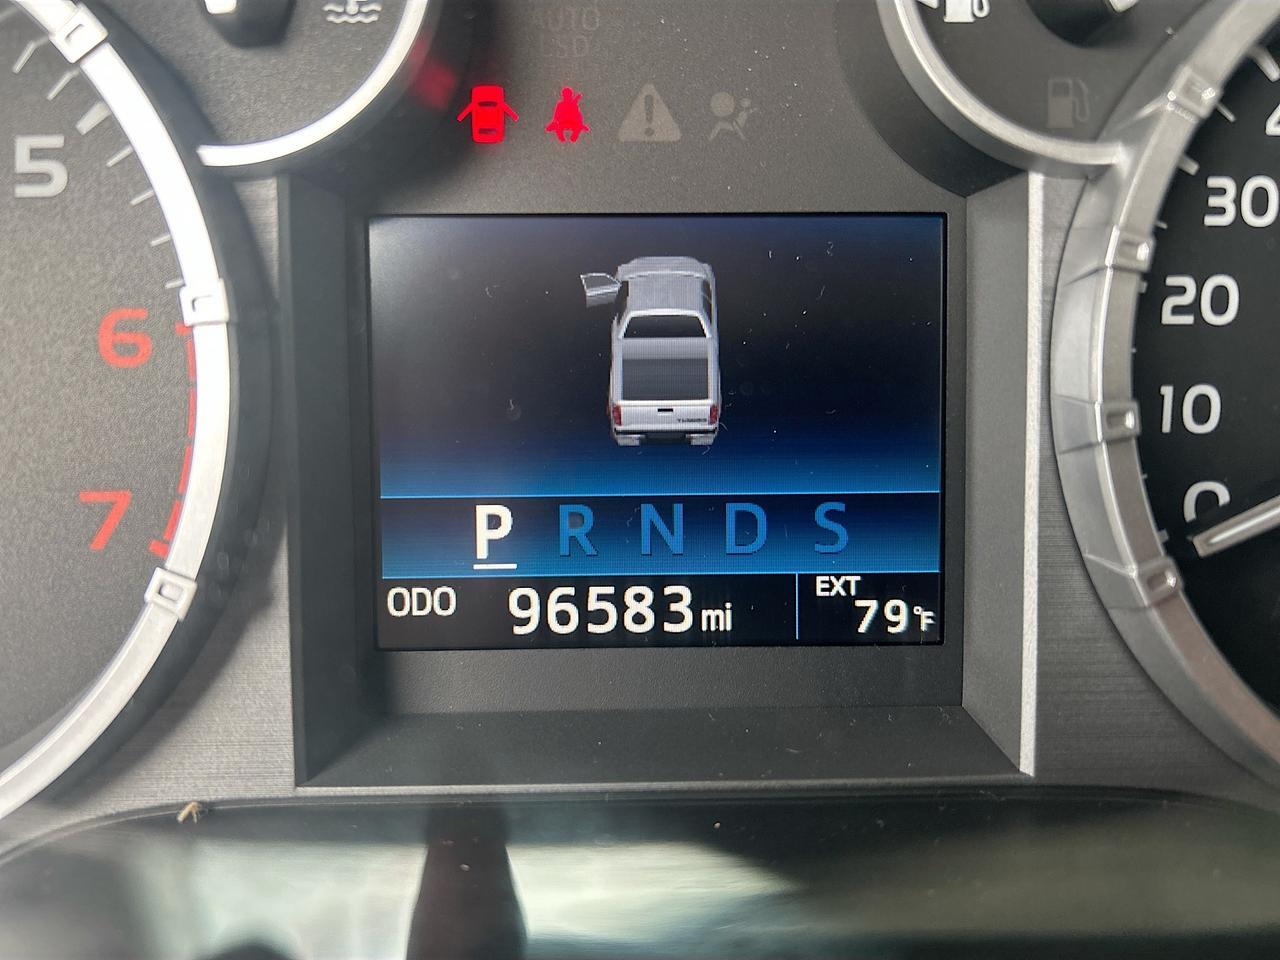 AUTO
LSD
5
6
7
30
20
10
0
P R N D S
ODO 96583 mi
EXT
79°F